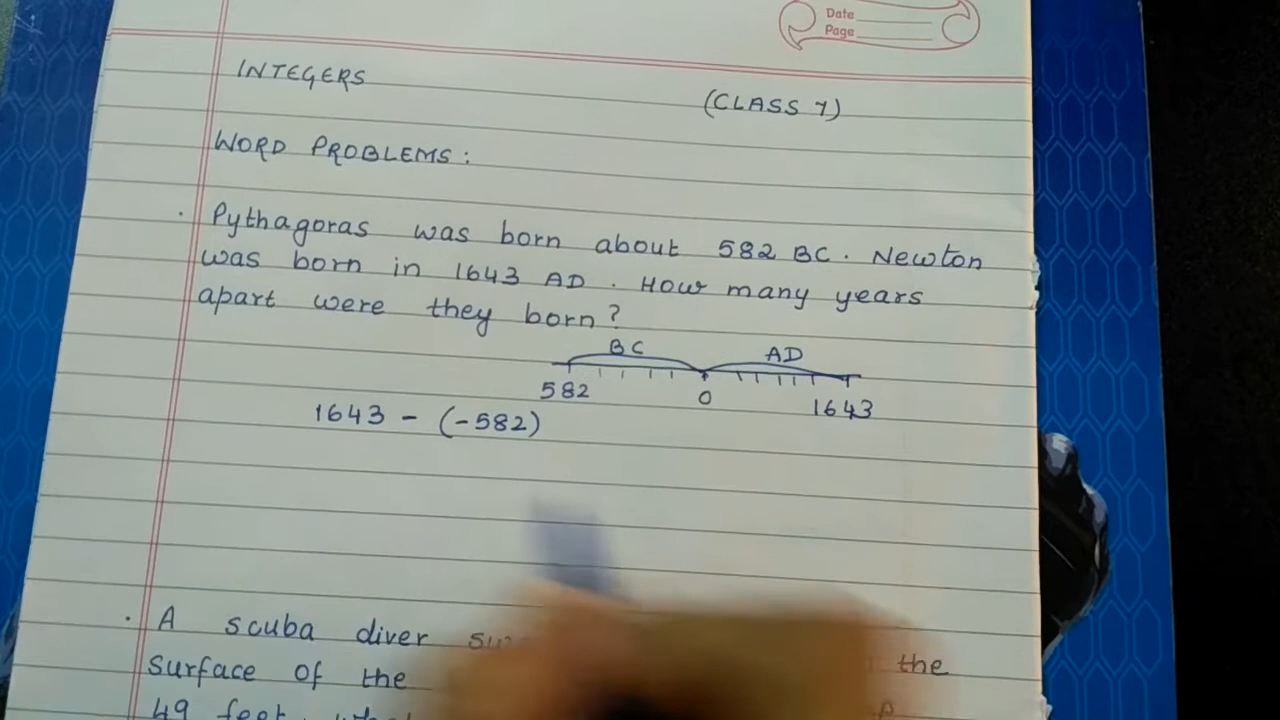 Date
Page
INTEGERS
(CLASS 7)
WORD PROBLEMS:
Pythagoras was born about 582 BC. Newton
was born in 1643 AD. How many years
apart were they born?
BC AD
582 0 1643
1643 - (-582)
A scuba diver the
surface of the
49 feet